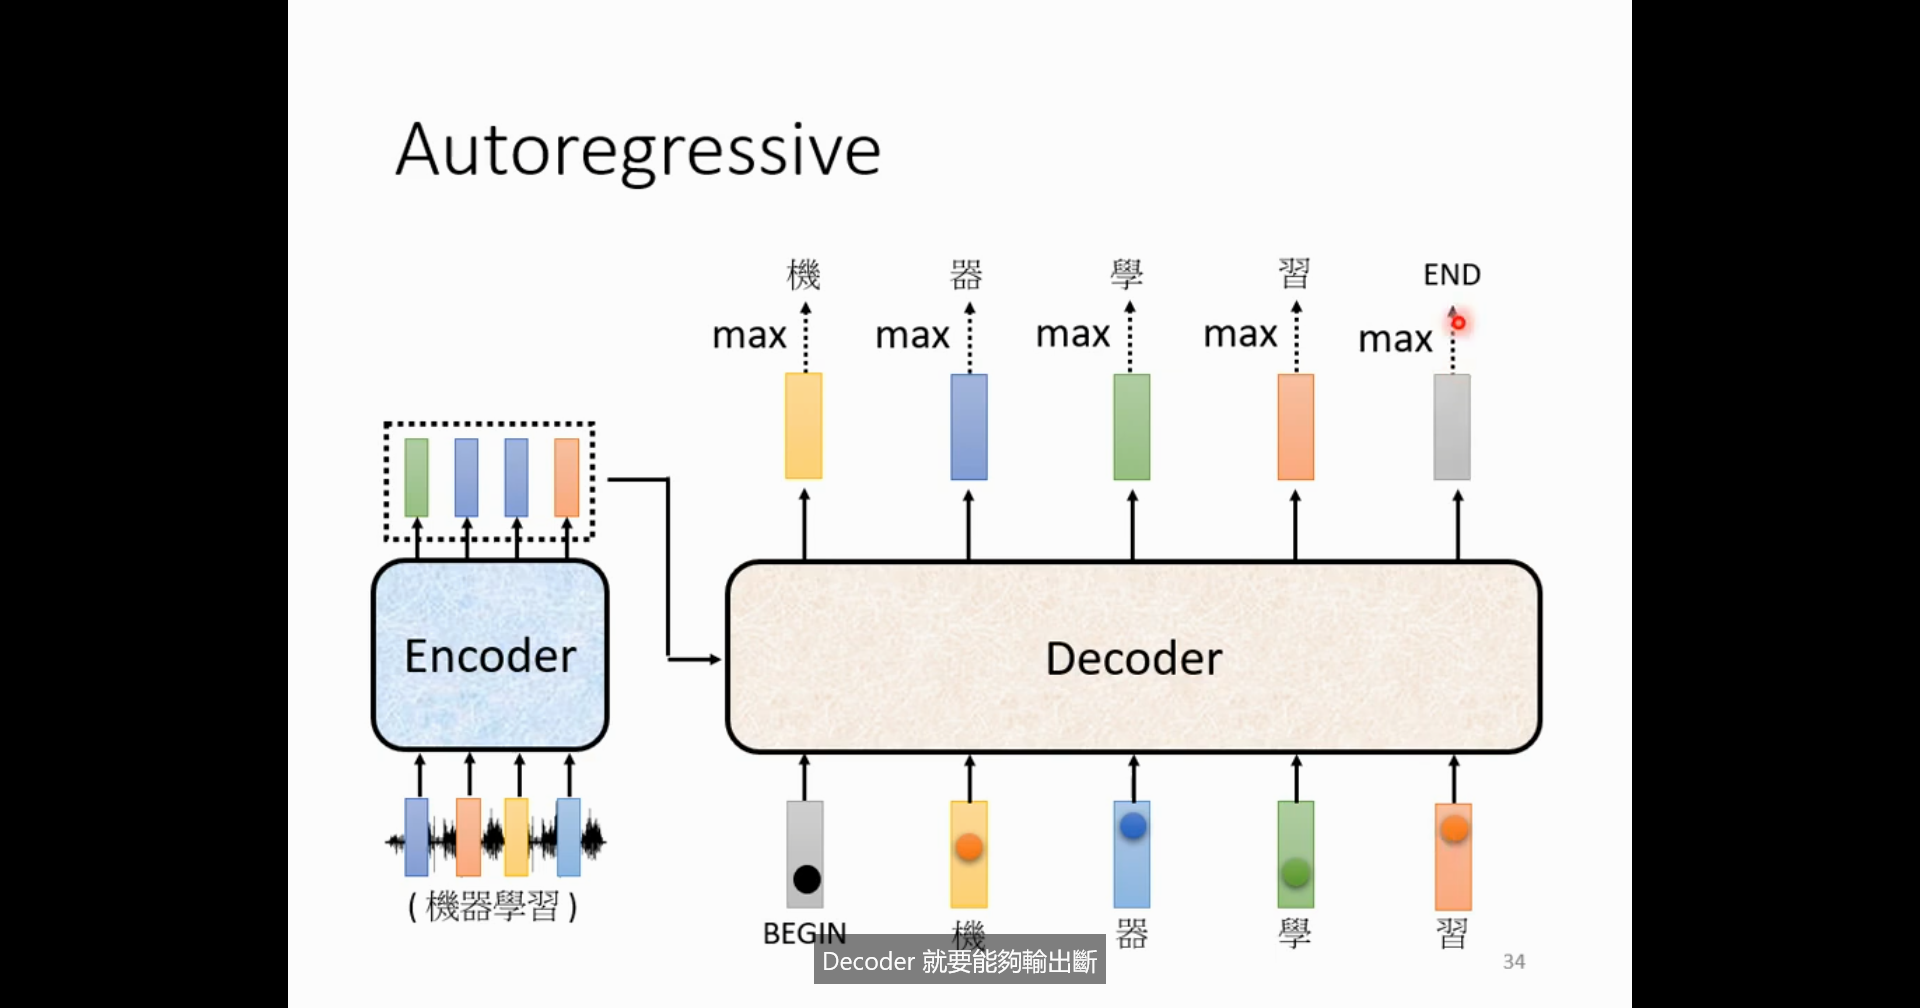 Autoregressive
機 器 學 習 END
max max max max max
Encoder
Decoder
( 機器學習 )
BEGIN 機 器 學 習
Decoder 就要能夠輸出斷
34